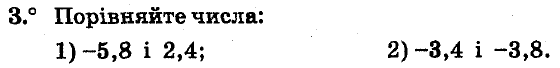 3.° Порівняйте числа:
1) –5,8 і 2,4; 2) –3,4 і –3,8.